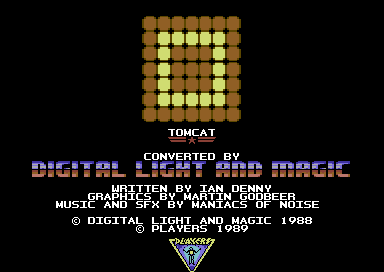 TOMCAT
CONVERTED BY
DIGITAL LIGHT AND MAGIC
WRITTEN BY IAN DENNY
GRAPHICS BY MARTIN GODBEER
MUSIC AND SFX BY MANIACS OF NOISE
© DIGITAL LIGHT AND MAGIC 1988
© PLAYERS 1989
PLAYERS